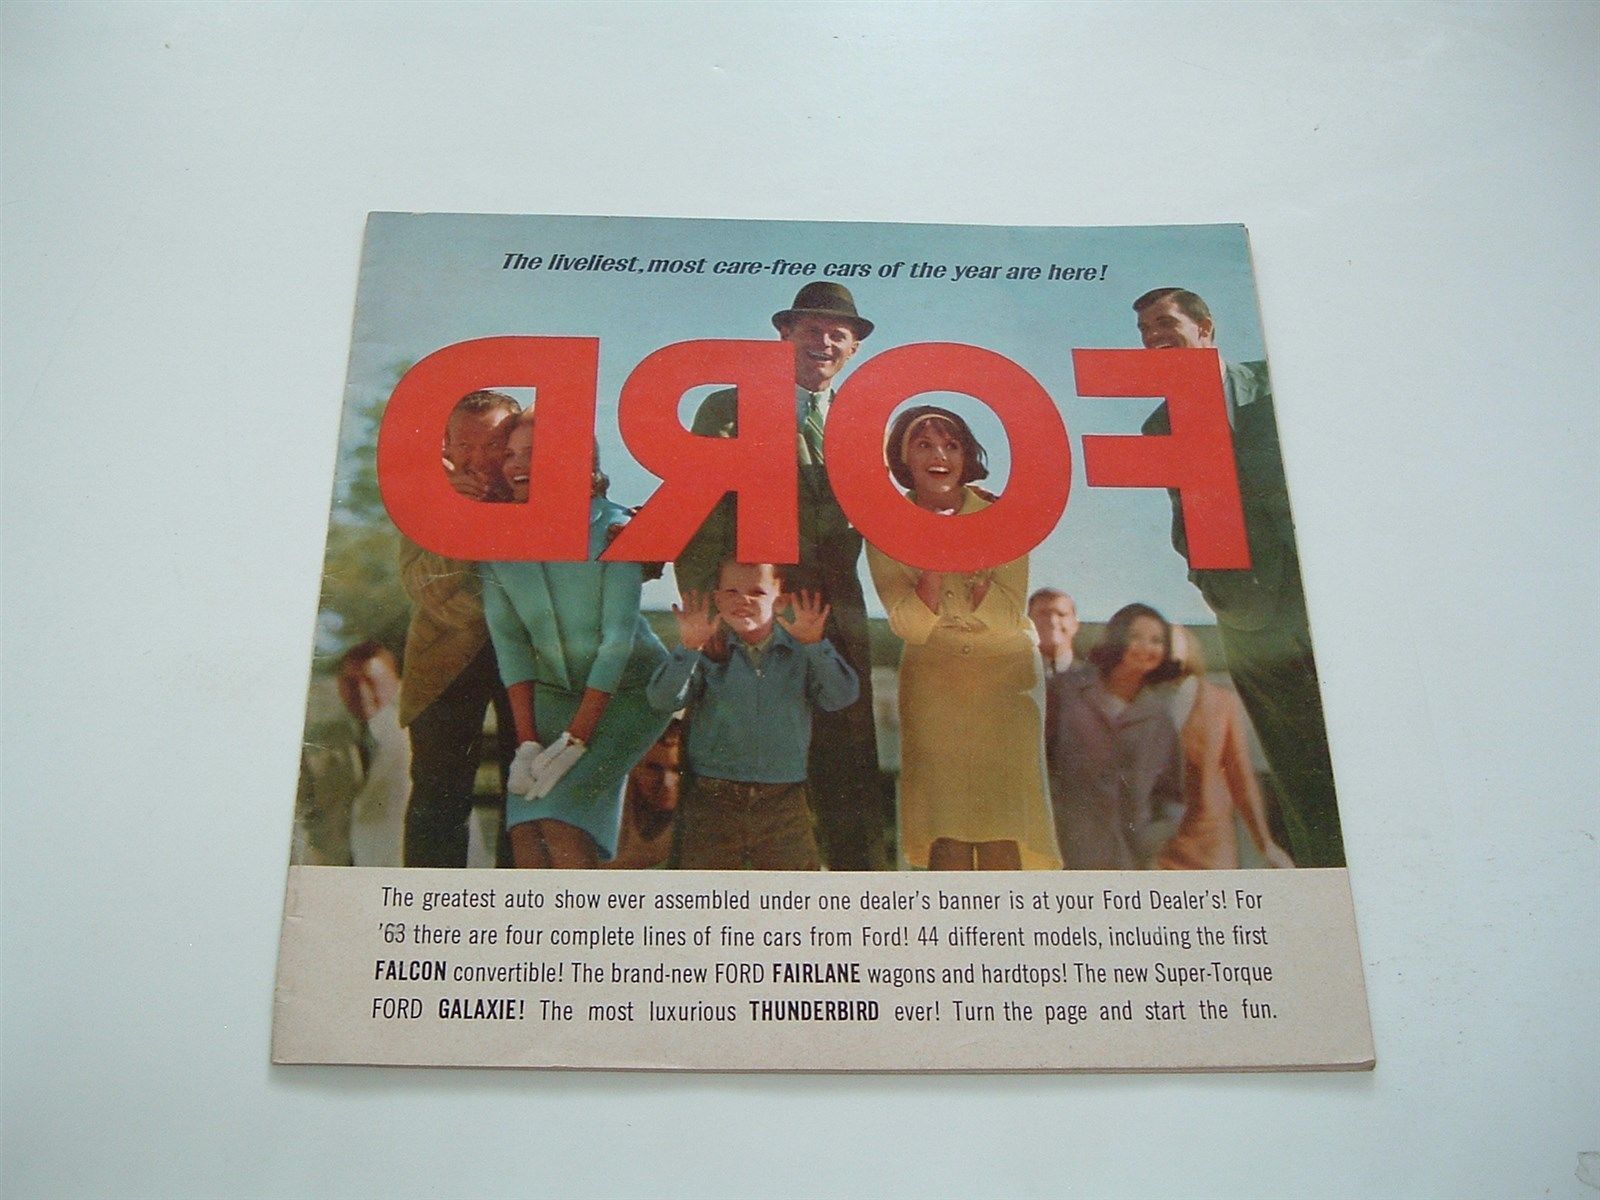 The liveliest, most care-free cars of the year are here!
FORD
The greatest auto show ever assembled under one dealer's banner is at your Ford Dealer's! For
'63 there are four complete lines of fine cars from Ford! 44 different models, including the first
FALCON convertible! The brand-new FORD FAIRLANE wagons and hardtops! The new Super-Torque
FORD GALAXIE! The most luxurious THUNDERBIRD ever! Turn the page and start the fun.